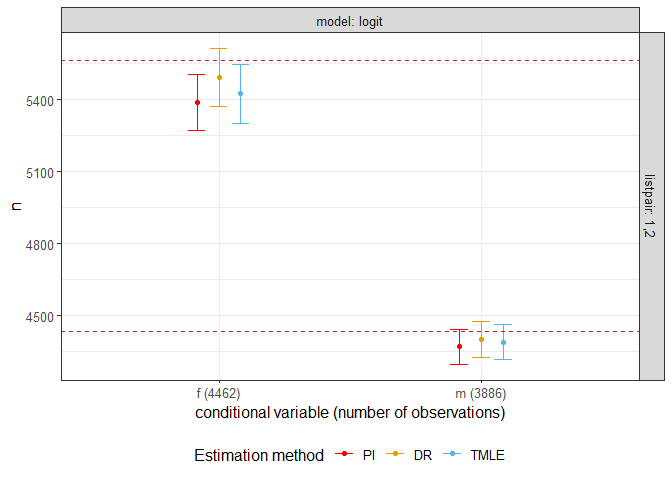 model: logit
5400
5100
4800
4500
n
listpair: 1,2
f (4462) m (3886)
conditional variable (number of observations)
Estimation method PI DR TMLE